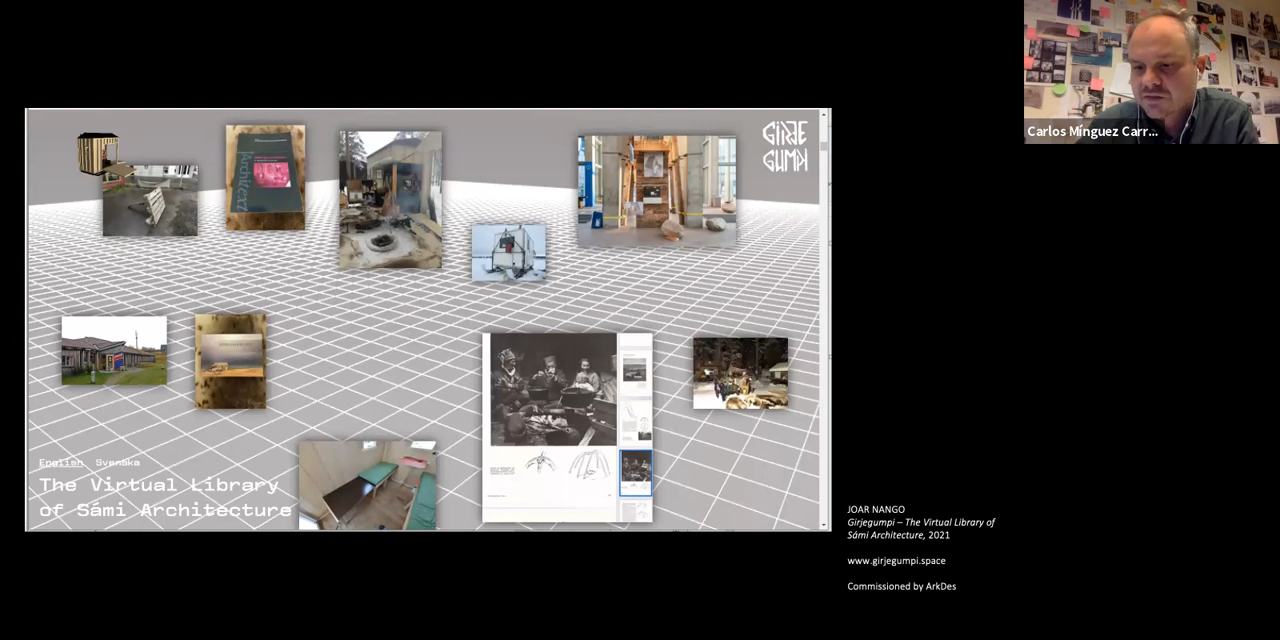 Carlos Mínguez Carr...
GIRJE
GUMPI
Architext
English Svenska
The Virtual Library
of Sámi Architecture
JOAR NANGO
Girjegumpi – The Virtual Library of
Sámi Architecture, 2021
www.girjegumpi.space
Commissioned by ArkDes